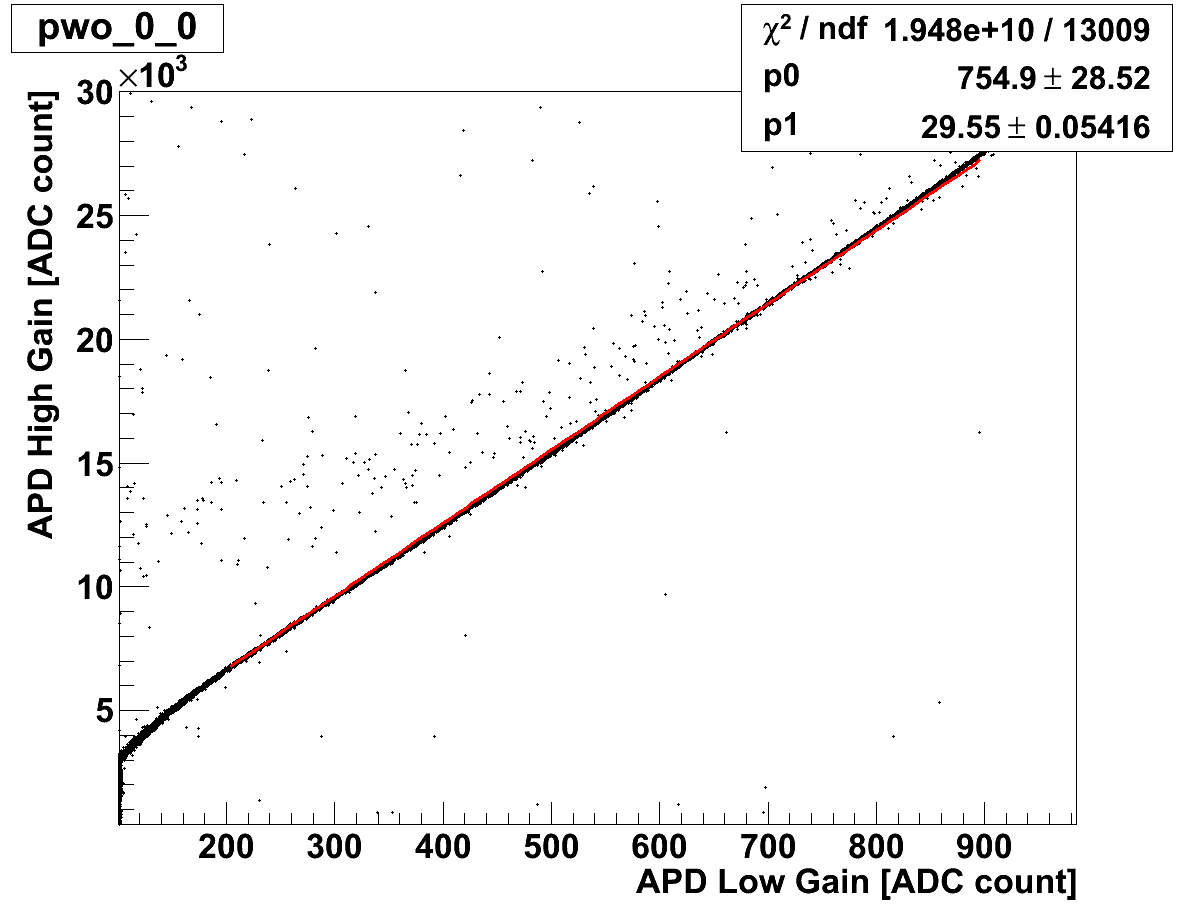 pwo_0_0
χ² / ndf 1.948e+10 / 13009
p0 754.9 ± 28.52
p1 29.55 ± 0.05416
×10³
30
25
20
15
10
5
APD High Gain [ADC count]
200 300 400 500 600 700 800 900
APD Low Gain [ADC count]